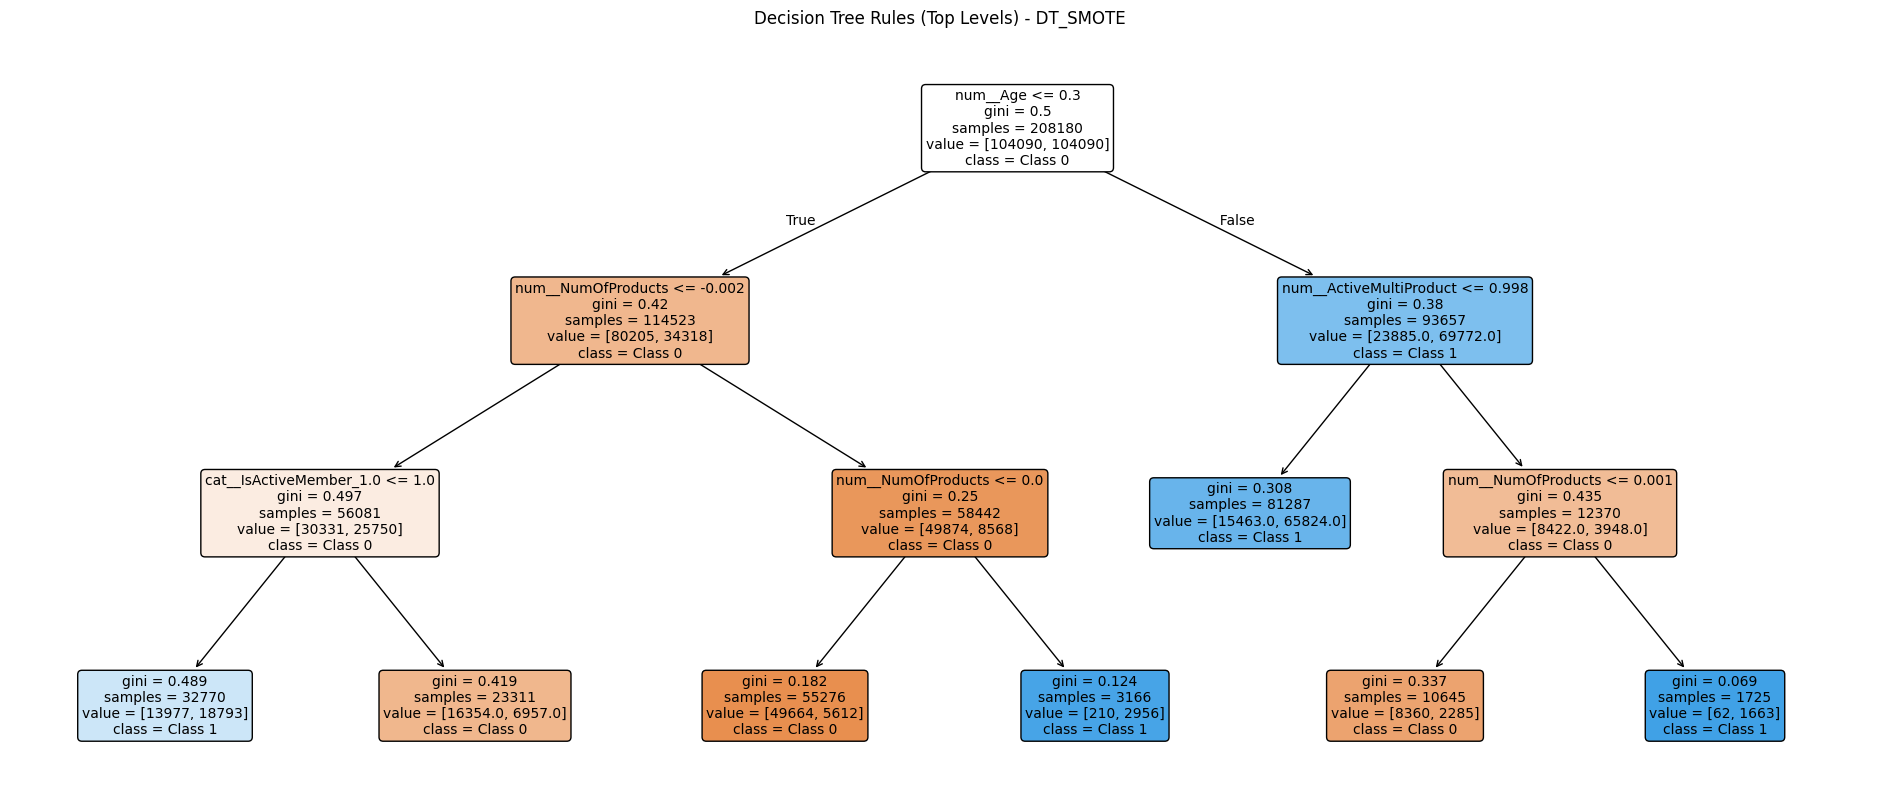 Decision Tree Rules (Top Levels) - DT_SMOTE
num__Age <= 0.3
gini = 0.5
samples = 208180
value = [104090, 104090]
class = Class 0
True
False
num__NumOfProducts <= -0.002
gini = 0.42
samples = 114523
value = [80205, 34318]
class = Class 0
num__ActiveMultiProduct <= 0.998
gini = 0.38
samples = 93657
value = [23885.0, 69772.0]
class = Class 1
cat__IsActiveMember_1.0 <= 1.0
gini = 0.497
samples = 56081
value = [30331, 25750]
class = Class 0
num__NumOfProducts <= 0.0
gini = 0.25
samples = 58442
value = [49874, 8568]
class = Class 0
gini = 0.308
samples = 81287
value = [15463.0, 65824.0]
class = Class 1
num__NumOfProducts <= 0.001
gini = 0.435
samples = 12370
value = [8422.0, 3948.0]
class = Class 0
gini = 0.489
samples = 32770
value = [13977, 18793]
class = Class 1
gini = 0.419
samples = 23311
value = [16354.0, 6957.0]
class = Class 0
gini = 0.182
samples = 55276
value = [49664, 5612]
class = Class 0
gini = 0.124
samples = 3166
value = [210, 2956]
class = Class 1
gini = 0.337
samples = 10645
value = [8360, 2285]
class = Class 0
gini = 0.069
samples = 1725
value = [62, 1663]
class = Class 1